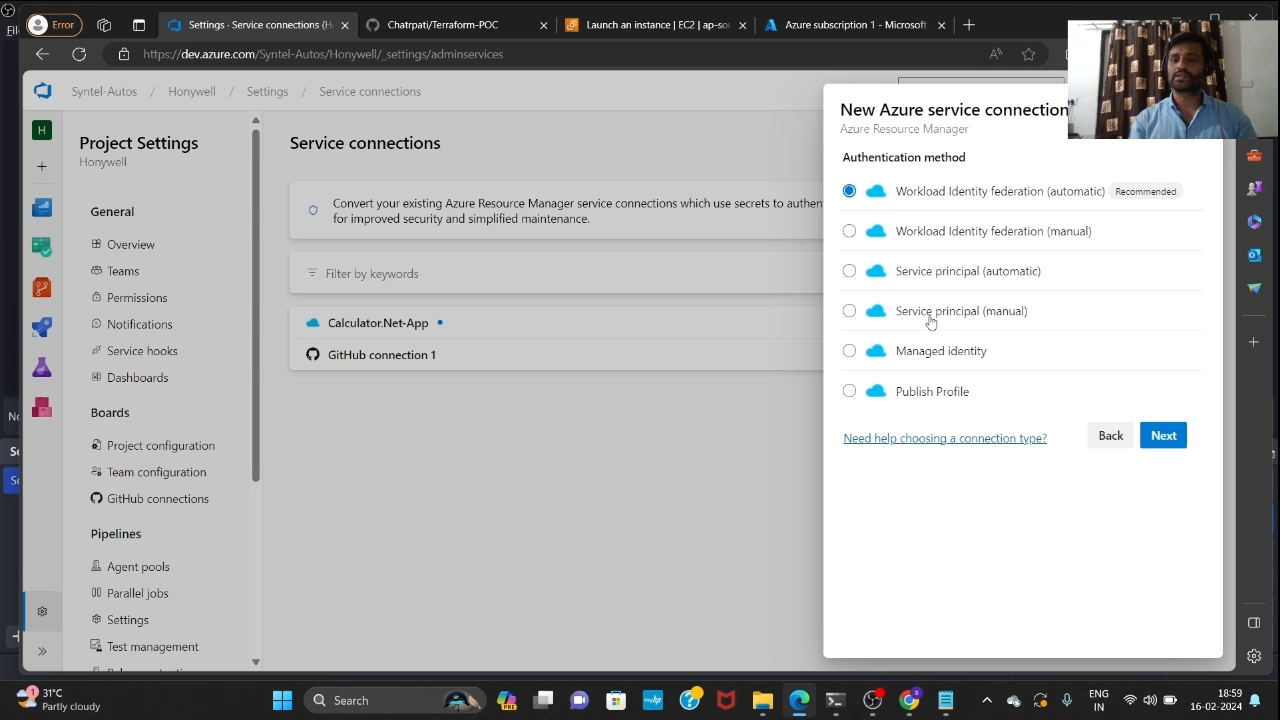 Error
Settings · Service connections (H
Chatrpati/Terraform
Launch an instance | EC2 | ap-so
Azure subscription 1 - Microsoft
https://dev.azure.com/Syntel-Autos/Honywell/_settings/adminservices
Syntel-Autos / Honywell / Settings / Service connections
H
Project Settings
Honywell
General
Overview
Teams
Permissions
Notifications
Service hooks
Dashboards
Boards
Project configuration
Team configuration
GitHub connections
Pipelines
Agent pools
Parallel jobs
Settings
Test management
Service connections
Convert your existing Azure Resource Manager service connections which use secrets to authen
for improved security and simplified maintenance.
Filter by keywords
Calculator.Net-App
GitHub connection 1
New Azure service connection
Azure Resource Manager
Authentication method
Workload Identity federation (automatic) Recommended
Workload Identity federation (manual)
Service principal (automatic)
Service principal (manual)
Managed identity
Publish Profile
Need help choosing a connection type?
Back
Next
1
31°C
Partly cloudy
Search
ENG
IN
18:59
16-02-2024